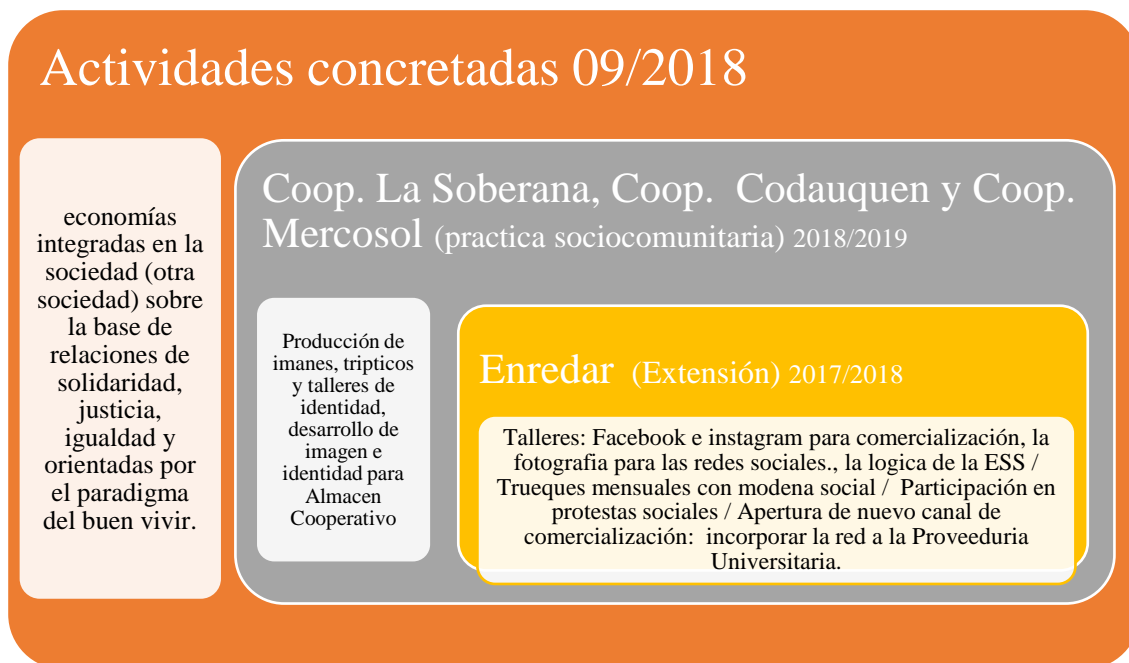 Actividades concretadas 09/2018
economías
integradas en la
sociedad (otra
sociedad) sobre
la base de
relaciones de
solidaridad,
justicia,
igualdad y
orientadas por
el paradigma
del buen vivir.
Coop. La Soberana, Coop. Codauquen y Coop.
Mercosol (practica sociocomunitaria) 2018/2019
Producción de
imanes, tripticos
y talleres de
identidad,
desarrollo de
imagen e
identidad para
Almacen
Cooperativo
Enredar (Extensión) 2017/2018
Talleres: Facebook e instagram para comercialización, la
fotografia para las redes sociales., la logica de la ESS /
Trueques mensuales con modena social / Participación en
protestas sociales / Apertura de nuevo canal de
comercialización: incorporar la red a la Proveeduria
Universitaria.